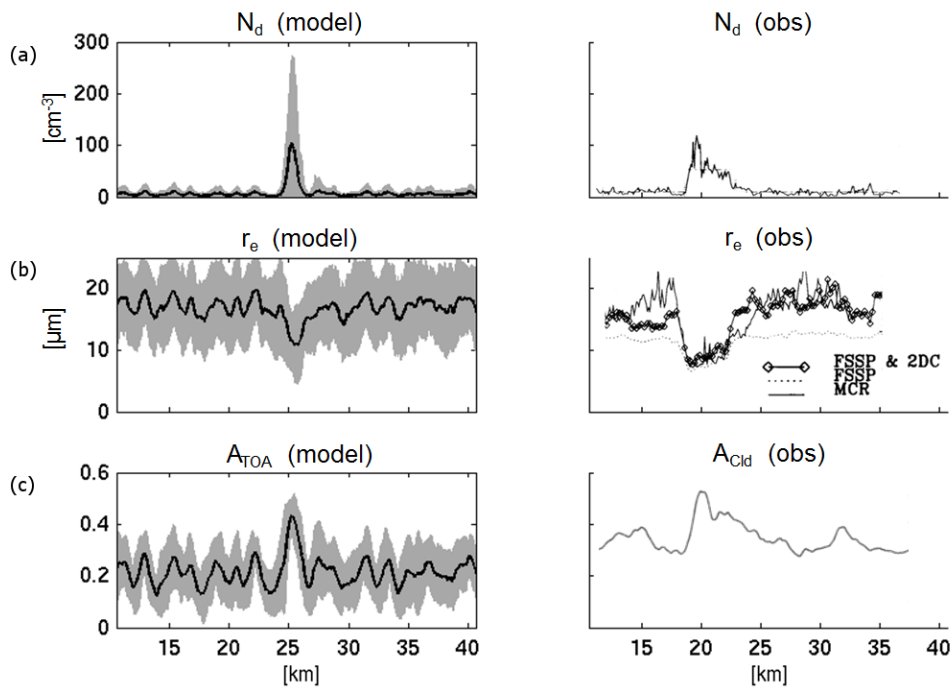 N_d (model) N_d (obs)
(a)
300
200
100
0
[cm⁻³]
r_e (model) r_e (obs)
(b)
20
10
0
[μm]
FSSP & 2DC
FSSP
MCR
A_TOA (model) A_Cld (obs)
(c)
0.6
0.4
0.2
0
15 20 25 30 35 40 15 20 25 30 35 40
[km] [km]